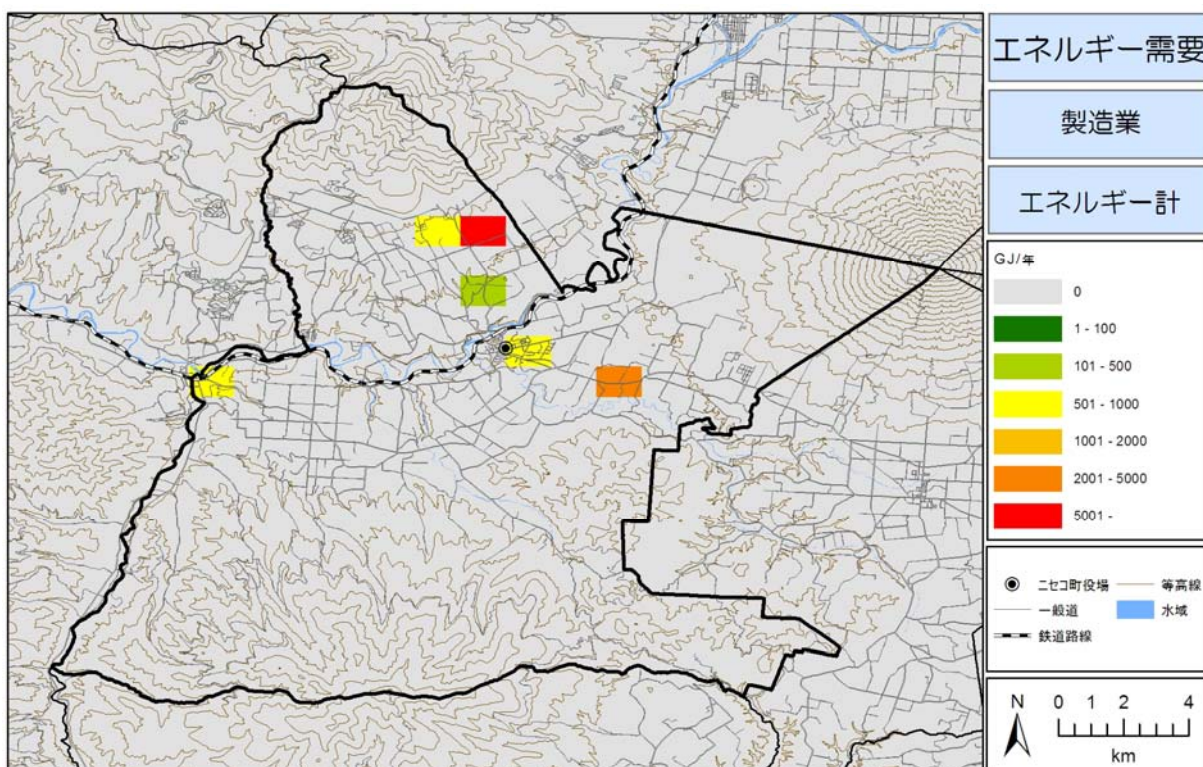 エネルギー需要
製造業
エネルギー計
GJ/年
0
1 - 100
101 - 500
501 - 1000
1001 - 2000
2001 - 5000
5001 -
ニセコ町役場
等高線
一般道
水域
鉄道路線
N
0 1 2 4
km